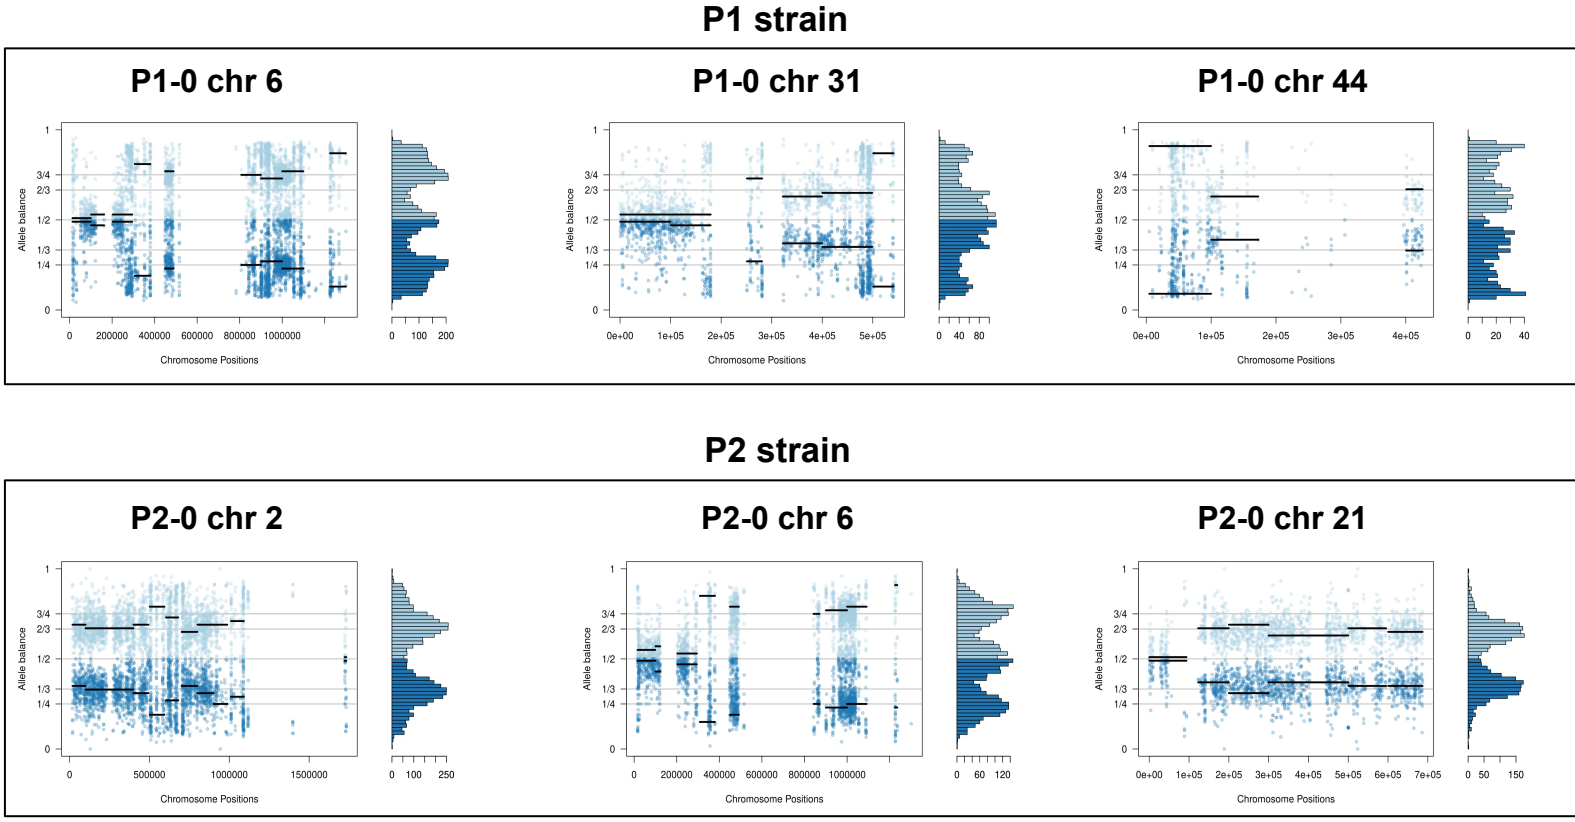 P1 strain
P1-0 chr 6
P1-0 chr 31
P1-0 chr 44
Allele balance
1
3/4
2/3
1/2
1/3
1/4
0
0 200000 400000 600000 800000 1000000
Chromosome Positions
0 100 200
Allele balance
1
3/4
2/3
1/2
1/3
1/4
0
0e+00 1e+05 2e+05 3e+05 4e+05 5e+05
Chromosome Positions
0 40 80
Allele balance
1
3/4
2/3
1/2
1/3
1/4
0
0e+00 1e+05 2e+05 3e+05 4e+05
Chromosome Positions
0 20 40
P2 strain
P2-0 chr 2
P2-0 chr 6
P2-0 chr 21
Allele balance
1
3/4
2/3
1/2
1/3
1/4
0
0 500000 1000000 1500000
Chromosome Positions
0 100 250
Allele balance
1
3/4
2/3
1/2
1/3
1/4
0
0 200000 400000 600000 800000 1000000
Chromosome Positions
0 60 120
Allele balance
1
3/4
2/3
1/2
1/3
1/4
0
0e+00 1e+05 2e+05 3e+05 4e+05 5e+05 6e+05 7e+05
Chromosome Positions
0 50 150